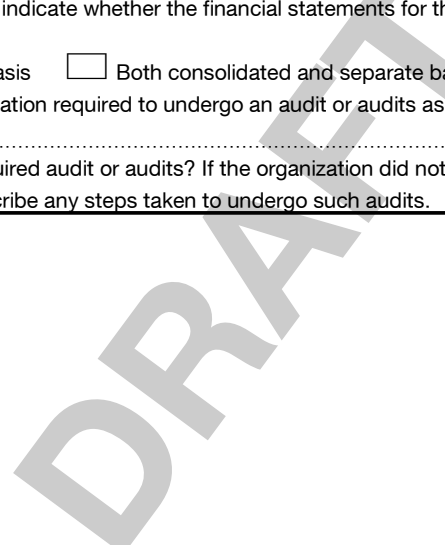 indicate whether the financial statements for th
asis Both consolidated and separate ba
ation required to undergo an audit or audits as
uired audit or audits? If the organization did not
cribe any steps taken to undergo such audits.
DRAFT